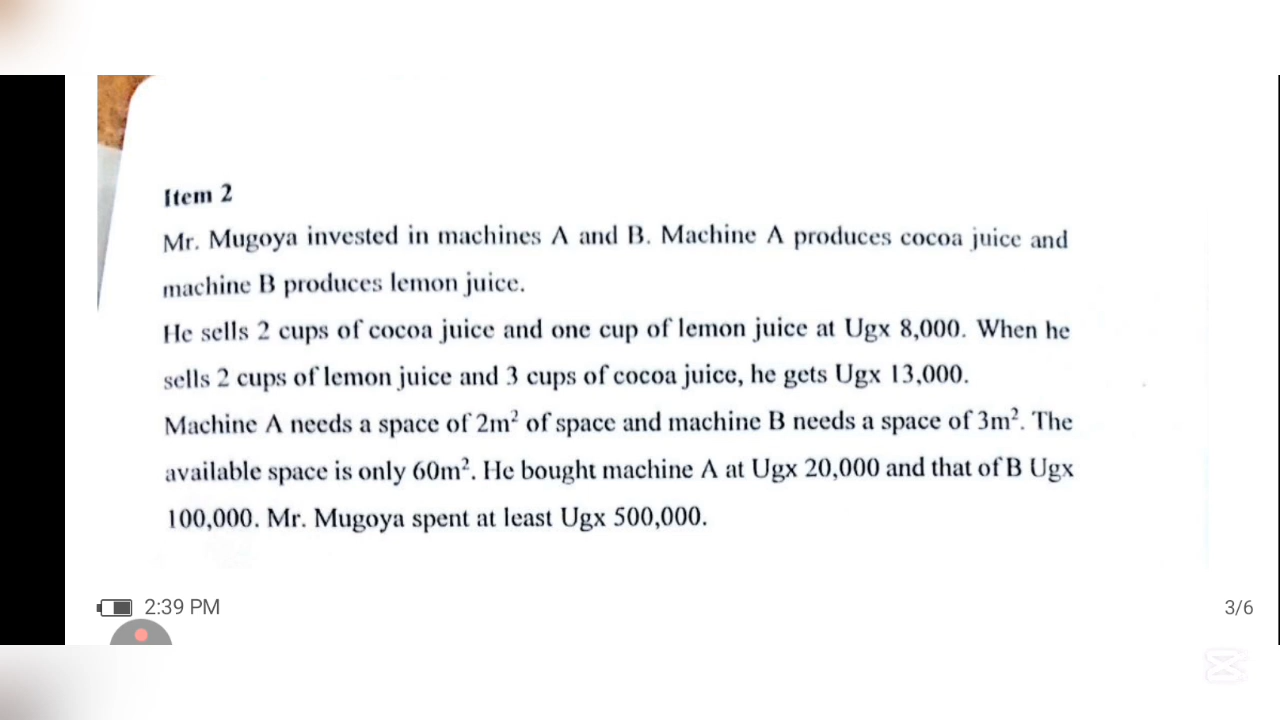 Item 2
Mr. Mugoya invested in machines A and B. Machine A produces cocoa juice and
machine B produces lemon juice.
He sells 2 cups of cocoa juice and one cup of lemon juice at Ugx 8,000. When he
sells 2 cups of lemon juice and 3 cups of cocoa juice, he gets Ugx 13,000.
Machine A needs a space of 2m² of space and machine B needs a space of 3m². The
available space is only 60m². He bought machine A at Ugx 20,000 and that of B Ugx
100,000. Mr. Mugoya spent at least Ugx 500,000.
2:39 PM
3/6